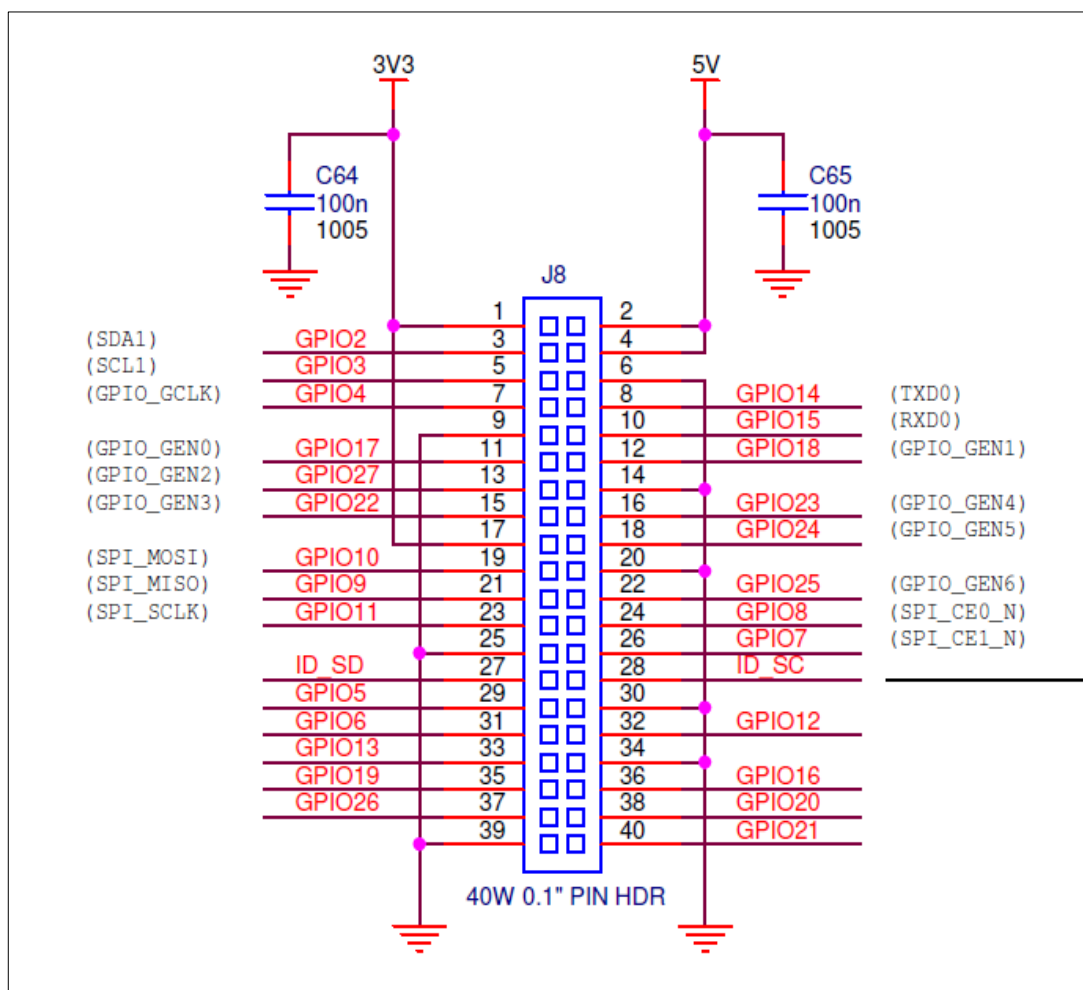 3V3 5V
C64 C65
100n 100n
1005 1005
J8
1 2
(SDA1) GPIO2 3 4
(SCL1) GPIO3 5 6
(GPIO_GCLK) GPIO4 7 8 GPIO14 (TXD0)
9 10 GPIO15 (RXD0)
(GPIO_GEN0) GPIO17 11 12 GPIO18 (GPIO_GEN1)
(GPIO_GEN2) GPIO27 13 14
(GPIO_GEN3) GPIO22 15 16 GPIO23 (GPIO_GEN4)
17 18 GPIO24 (GPIO_GEN5)
(SPI_MOSI) GPIO10 19 20
(SPI_MISO) GPIO9 21 22 GPIO25 (GPIO_GEN6)
(SPI_SCLK) GPIO11 23 24 GPIO8 (SPI_CE0_N)
25 26 GPIO7 (SPI_CE1_N)
ID_SD 27 28 ID_SC
GPIO5 29 30
GPIO6 31 32 GPIO12
GPIO13 33 34
GPIO19 35 36 GPIO16
GPIO26 37 38 GPIO20
39 40 GPIO21
40W 0.1" PIN HDR